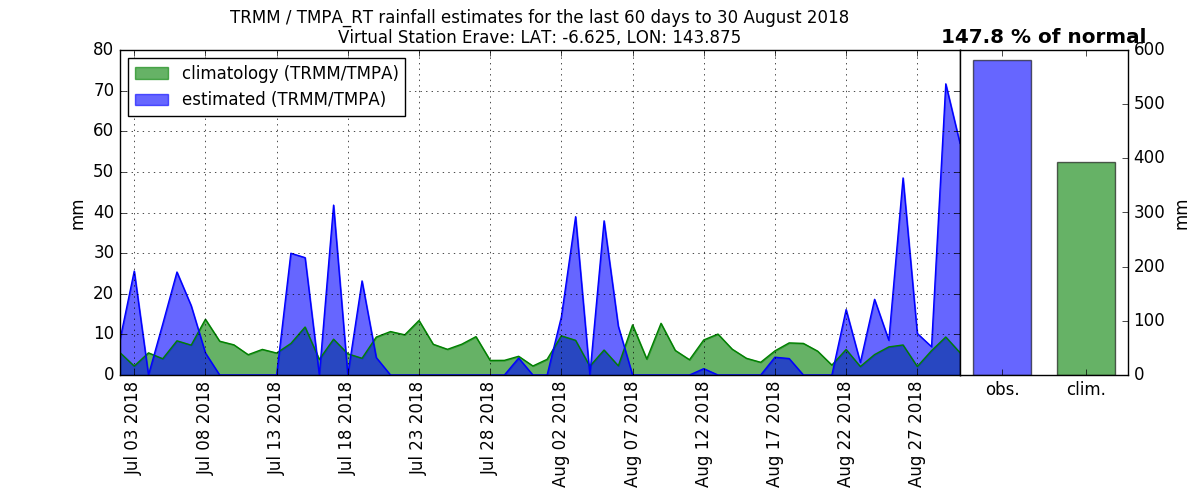 TRMM / TMPA_RT rainfall estimates for the last 60 days to 30 August 2018
Virtual Station Erave: LAT: -6.625, LON: 143.875
147.8 % of normal
climatology (TRMM/TMPA)
estimated (TRMM/TMPA)
mm
80
70
60
50
40
30
20
10
0
Jul 03 2018
Jul 08 2018
Jul 13 2018
Jul 18 2018
Jul 23 2018
Jul 28 2018
Aug 02 2018
Aug 07 2018
Aug 12 2018
Aug 17 2018
Aug 22 2018
Aug 27 2018
obs.
clim.
600
500
400
300
200
100
0
mm